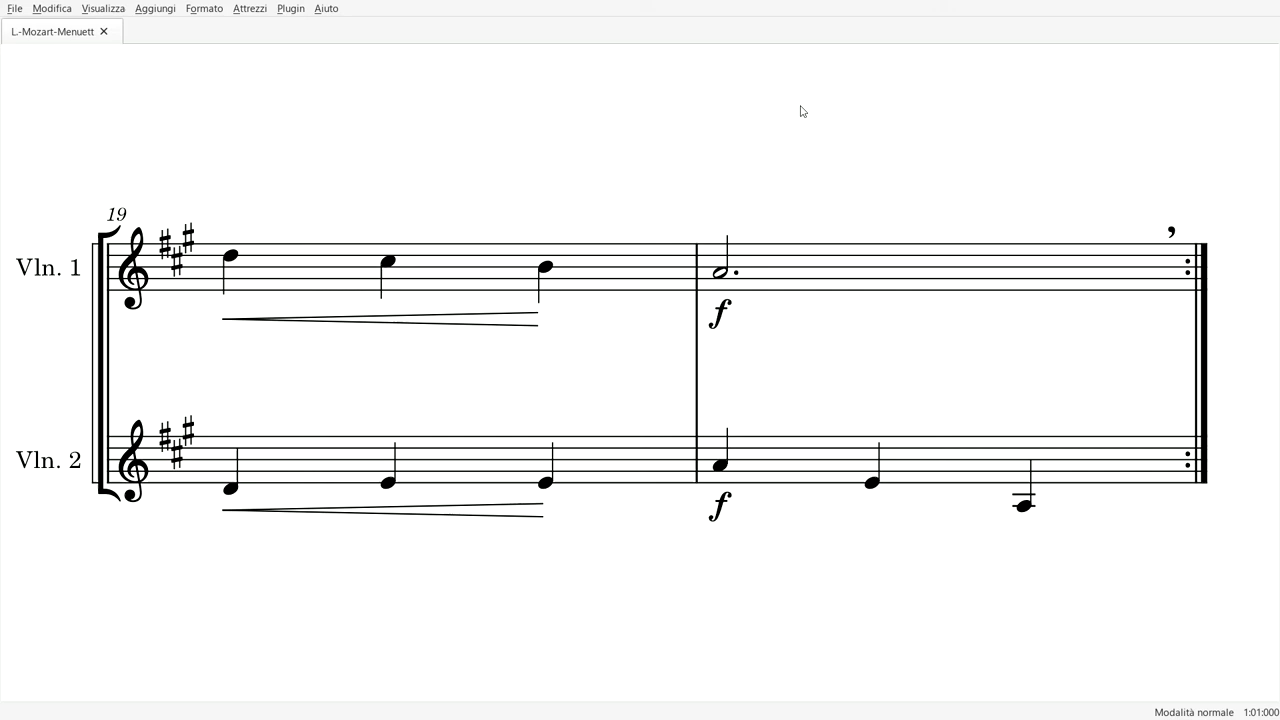 File Modifica Visualizza Aggiungi Formato Attrezzi Plugin Aiuto
L.-Mozart-Menuett
19
Vln. 1
f
Vln. 2
f
Modalità normale 1:01:000